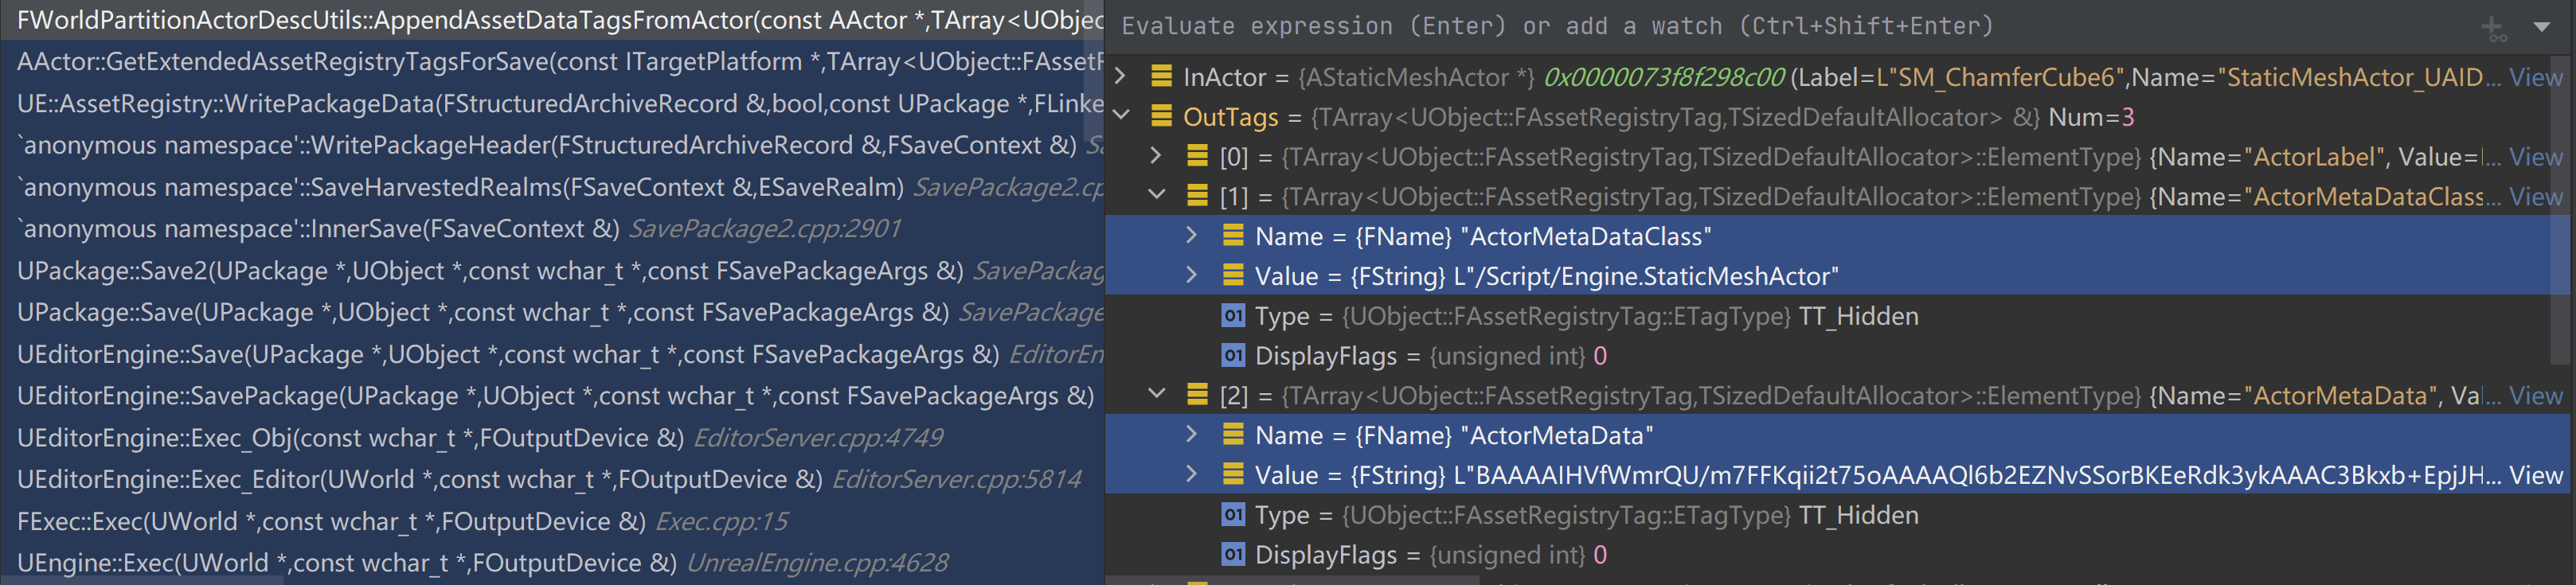 FWorldPartitionActorDescUtils::AppendAssetDataTagsFromActor(const AActor *,TArray<UObjec
AActor::GetExtendedAssetRegistryTagsForSave(const ITargetPlatform *,TArray<UObject::FAssetR
UE::AssetRegistry::WritePackageData(FStructuredArchiveRecord &,bool,const UPackage *,FLinke
`anonymous namespace'::WritePackageHeader(FStructuredArchiveRecord &,FSaveContext &) Sa
`anonymous namespace'::SaveHarvestedRealms(FSaveContext &,ESaveRealm) SavePackage2.cp
`anonymous namespace'::InnerSave(FSaveContext &) SavePackage2.cpp:2901
UPackage::Save2(UPackage *,UObject *,const wchar_t *,const FSavePackageArgs &) SavePackag
UPackage::Save(UPackage *,UObject *,const wchar_t *,const FSavePackageArgs &) SavePackage
UEditorEngine::Save(UPackage *,UObject *,const wchar_t *,const FSavePackageArgs &) EditorEn
UEditorEngine::SavePackage(UPackage *,UObject *,const wchar_t *,const FSavePackageArgs &)
UEditorEngine::Exec_Obj(const wchar_t *,FOutputDevice &) EditorServer.cpp:4749
UEditorEngine::Exec_Editor(UWorld *,const wchar_t *,FOutputDevice &) EditorServer.cpp:5814
FExec::Exec(UWorld *,const wchar_t *,FOutputDevice &) Exec.cpp:15
UEngine::Exec(UWorld *,const wchar_t *,FOutputDevice &) UnrealEngine.cpp:4628
Evaluate expression (Enter) or add a watch (Ctrl+Shift+Enter)
InActor = {AStaticMeshActor *} 0x0000073f8f298c00 (Label=L"SM_ChamferCube6",Name="StaticMeshActor_UAID... View
OutTags = {TArray<UObject::FAssetRegistryTag,TSizedDefaultAllocator> &} Num=3
[0] = {TArray<UObject::FAssetRegistryTag,TSizedDefaultAllocator>::ElementType} {Name="ActorLabel", Value=... View
[1] = {TArray<UObject::FAssetRegistryTag,TSizedDefaultAllocator>::ElementType} {Name="ActorMetaDataClass... View
Name = {FName} "ActorMetaDataClass"
Value = {FString} L"/Script/Engine.StaticMeshActor"
01 Type = {UObject::FAssetRegistryTag::ETagType} TT_Hidden
01 DisplayFlags = {unsigned int} 0
[2] = {TArray<UObject::FAssetRegistryTag,TSizedDefaultAllocator>::ElementType} {Name="ActorMetaData", Val... View
Name = {FName} "ActorMetaData"
Value = {FString} L"BAAAAIHVfWmrQU/m7FFKqii2t75oAAAAQl6b2EZNvSSorBKEeRdk3ykAAAC3Bkxb+EpjJH... View
01 Type = {UObject::FAssetRegistryTag::ETagType} TT_Hidden
01 DisplayFlags = {unsigned int} 0